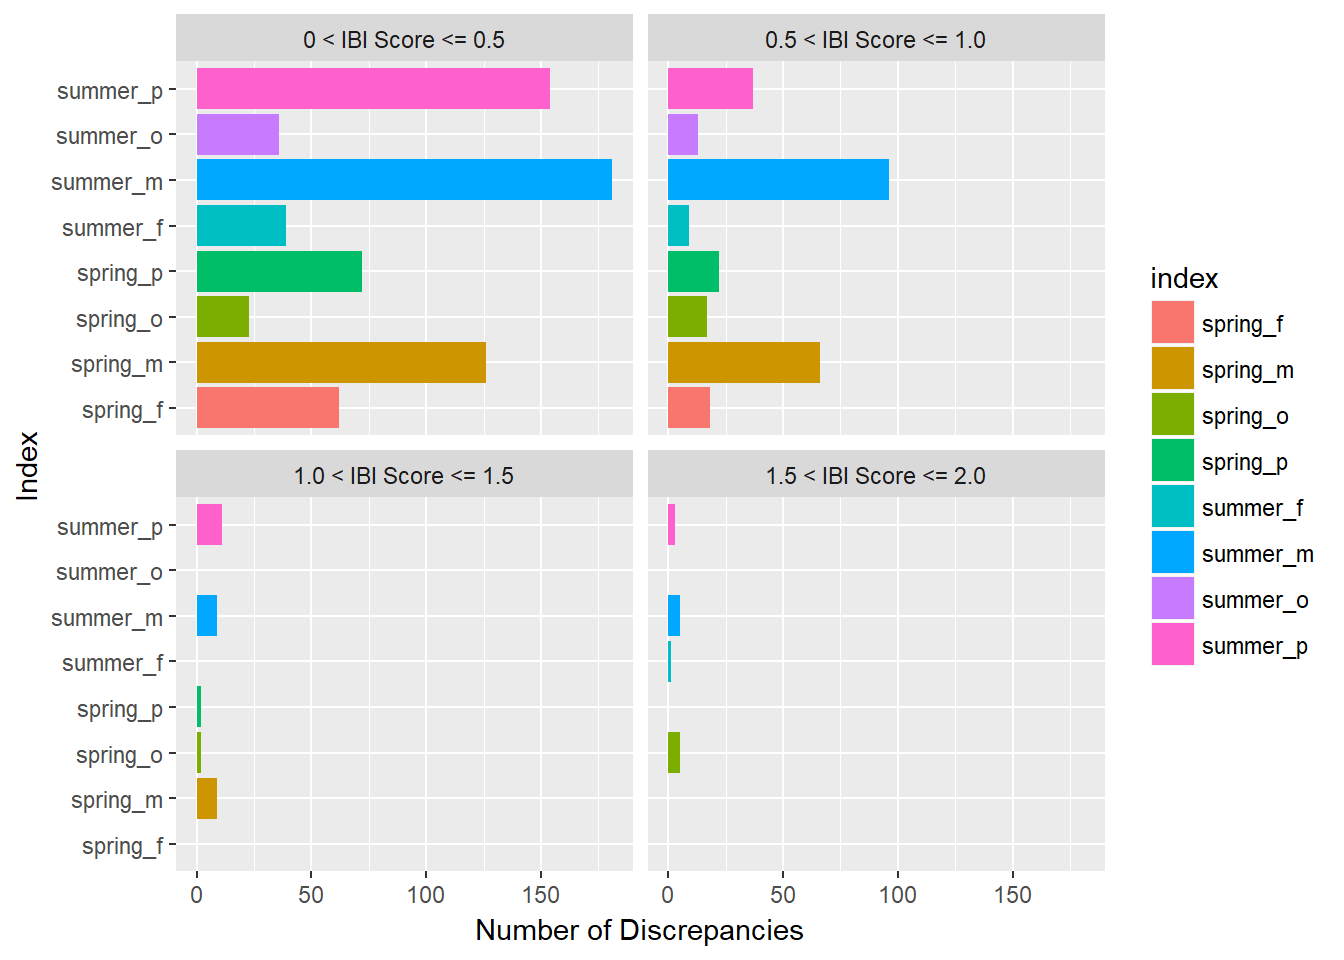 0 < IBI Score <= 0.5
0.5 < IBI Score <= 1.0
summer_p
summer_o
summer_m
summer_f
spring_p
spring_o
spring_m
spring_f
1.0 < IBI Score <= 1.5
1.5 < IBI Score <= 2.0
summer_p
summer_o
summer_m
summer_f
spring_p
spring_o
spring_m
spring_f
0 50 100 150
0 50 100 150
Number of Discrepancies
Index
index
spring_f
spring_m
spring_o
spring_p
summer_f
summer_m
summer_o
summer_p